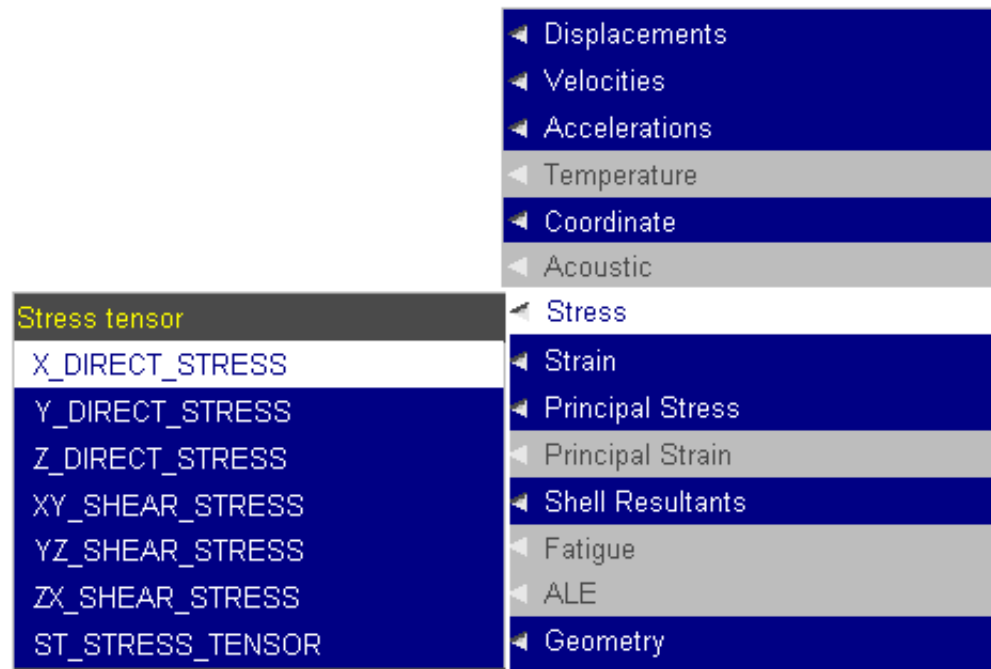 Displacements
Velocities
Accelerations
Temperature
Coordinate
Acoustic
Stress
Strain
Principal Stress
Principal Strain
Shell Resultants
Fatigue
ALE
Geometry
Stress tensor
X_DIRECT_STRESS
Y_DIRECT_STRESS
Z_DIRECT_STRESS
XY_SHEAR_STRESS
YZ_SHEAR_STRESS
ZX_SHEAR_STRESS
ST_STRESS_TENSOR